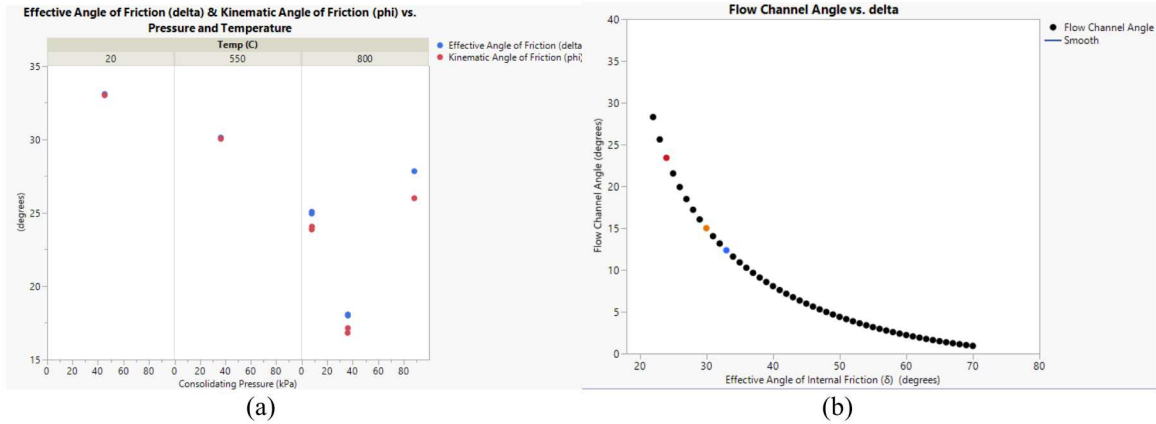 Effective Angle of Friction (delta) & Kinematic Angle of Friction (phi) vs.
Pressure and Temperature
Temp (C)
20 550 800
Effective Angle of Friction (delta
Kinematic Angle of Friction (phi)
35
30
25
20
15
(degrees)
0 20 40 60 80 0 20 40 60 80 0 20 40 60 80
Consolidating Pressure (kPa)
(a)
Flow Channel Angle vs. delta
Flow Channel Angle
Smooth
40
35
30
25
20
15
10
5
0
Flow Channel Angle (degrees)
20 30 40 50 60 70 80
Effective Angle of Internal Friction (δ) (degrees)
(b)